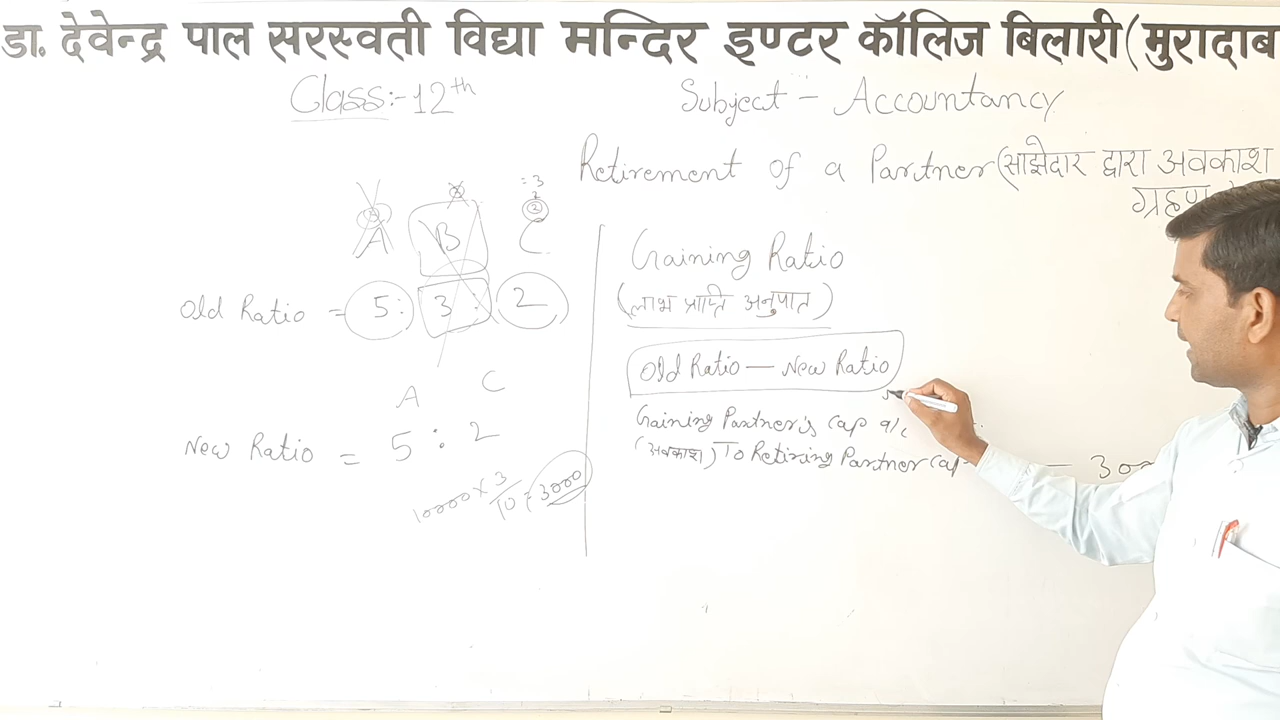 डा. देवेन्द्र पाल सरस्वती विद्या मन्दिर इण्टर कॉलिज बिलारी (मुरादाब
Class:- 12th
Subject - Accountancy
Retirement of a Partner (साझेदार द्वारा अवकाश
ग्रहण
= 3
A B C
Old Ratio = 5 : 3 : 2
A C
New Ratio = 5 : 2
10000 × 3/10 = 3000
Gaining Ratio
(लाभ प्राप्ति अनुपात)
Old Ratio — New Ratio
Gaining Partner's Cap a/c
(अवकाश) To Retiring Partner Cap — 300